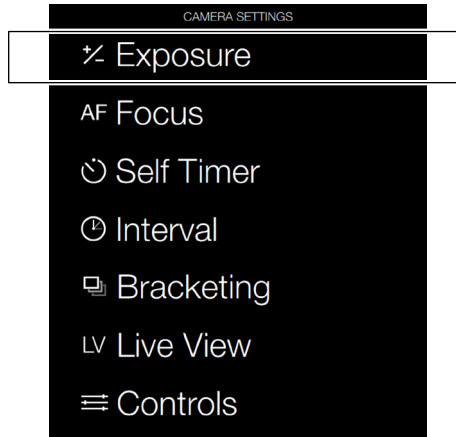 CAMERA SETTINGS
Exposure
AF Focus
Self Timer
Interval
Bracketing
LV Live View
Controls